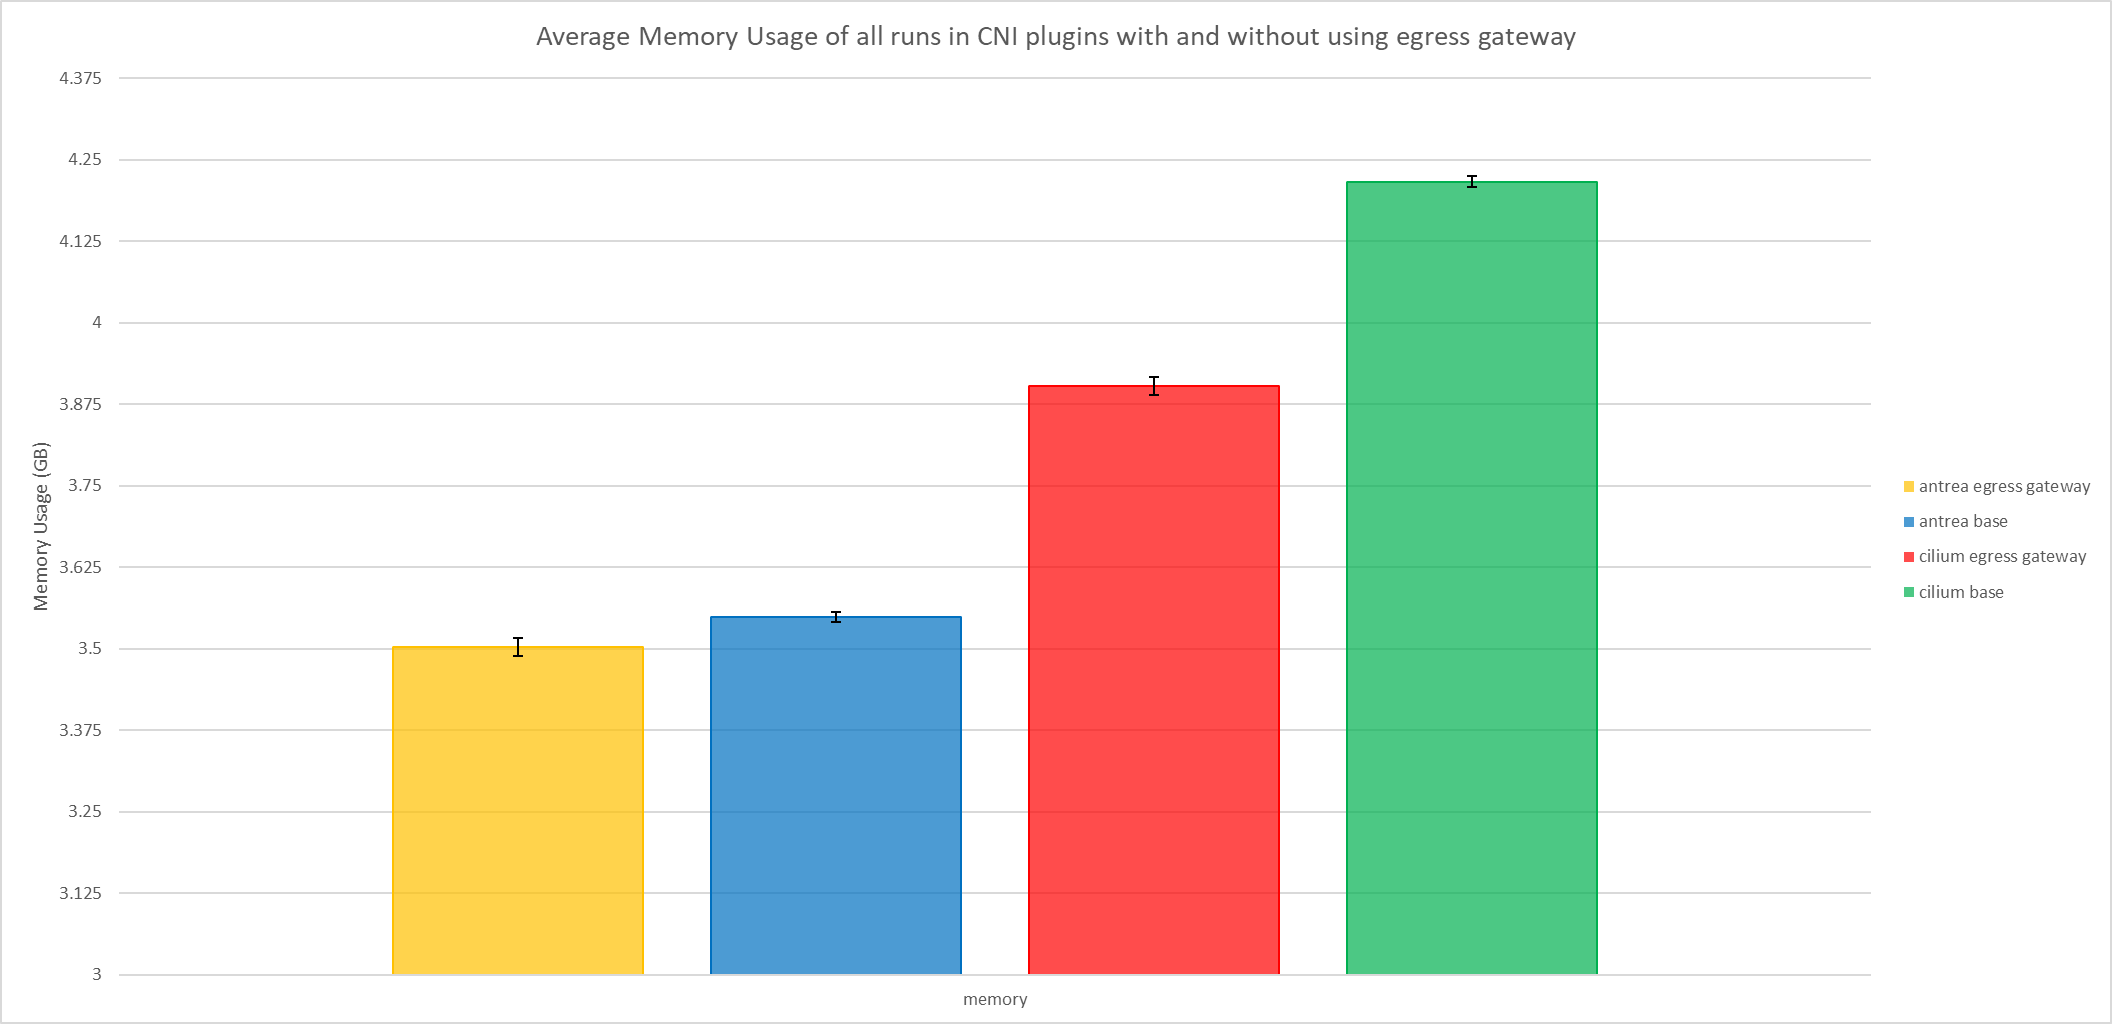 Average Memory Usage of all runs in CNI plugins with and without using egress gateway
4.375
4.25
4.125
4
3.875
3.75
3.625
3.5
3.375
3.25
3.125
3
Memory Usage (GB)
memory
antrea egress gateway
antrea base
cilium egress gateway
cilium base